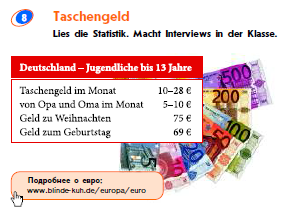 8
Taschengeld
Lies die Statistik. Macht Interviews in der Klasse.
Deutschland – Jugendliche bis 13 Jahre
Taschengeld im Monat 10–28 €
von Opa und Oma im Monat 5–10 €
Geld zu Weihnachten 75 €
Geld zum Geburtstag 69 €
500
200
Подробнее о евро:
www.blinde-kuh.de/europa/euro